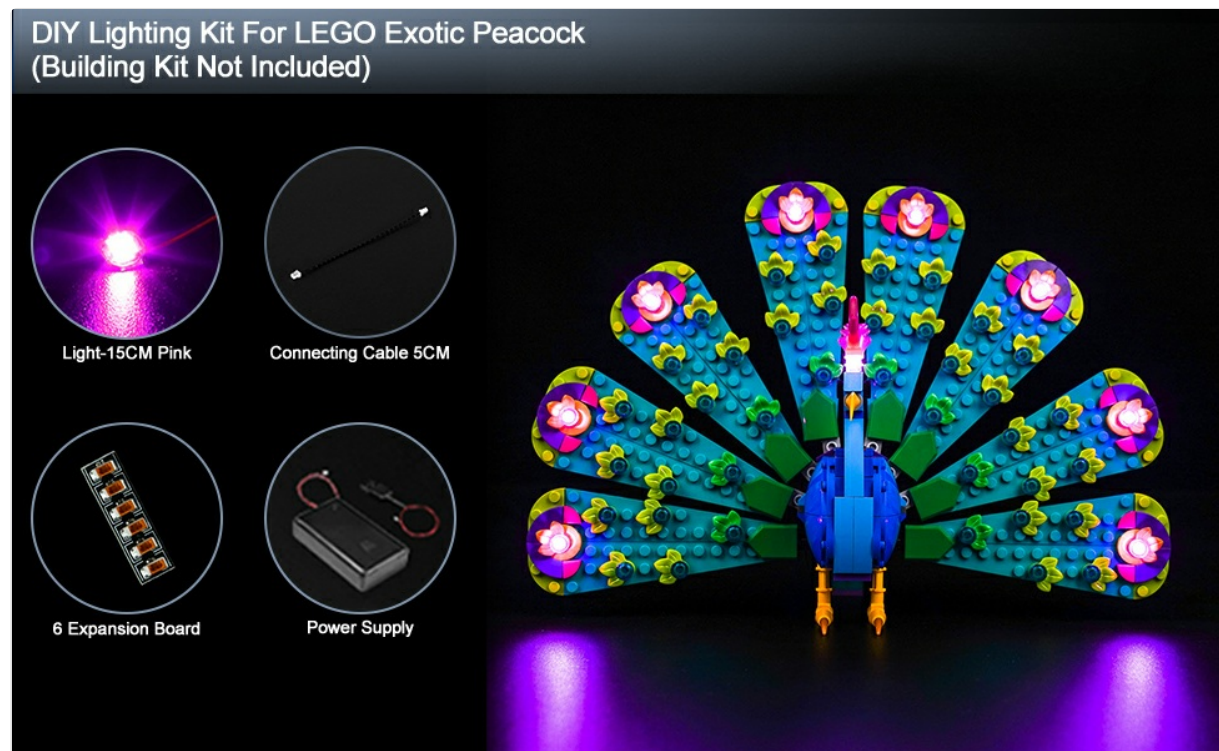 DIY Lighting Kit For LEGO Exotic Peacock
(Building Kit Not Included)
Light-15CM Pink
Connecting Cable 5CM
6 Expansion Board
Power Supply